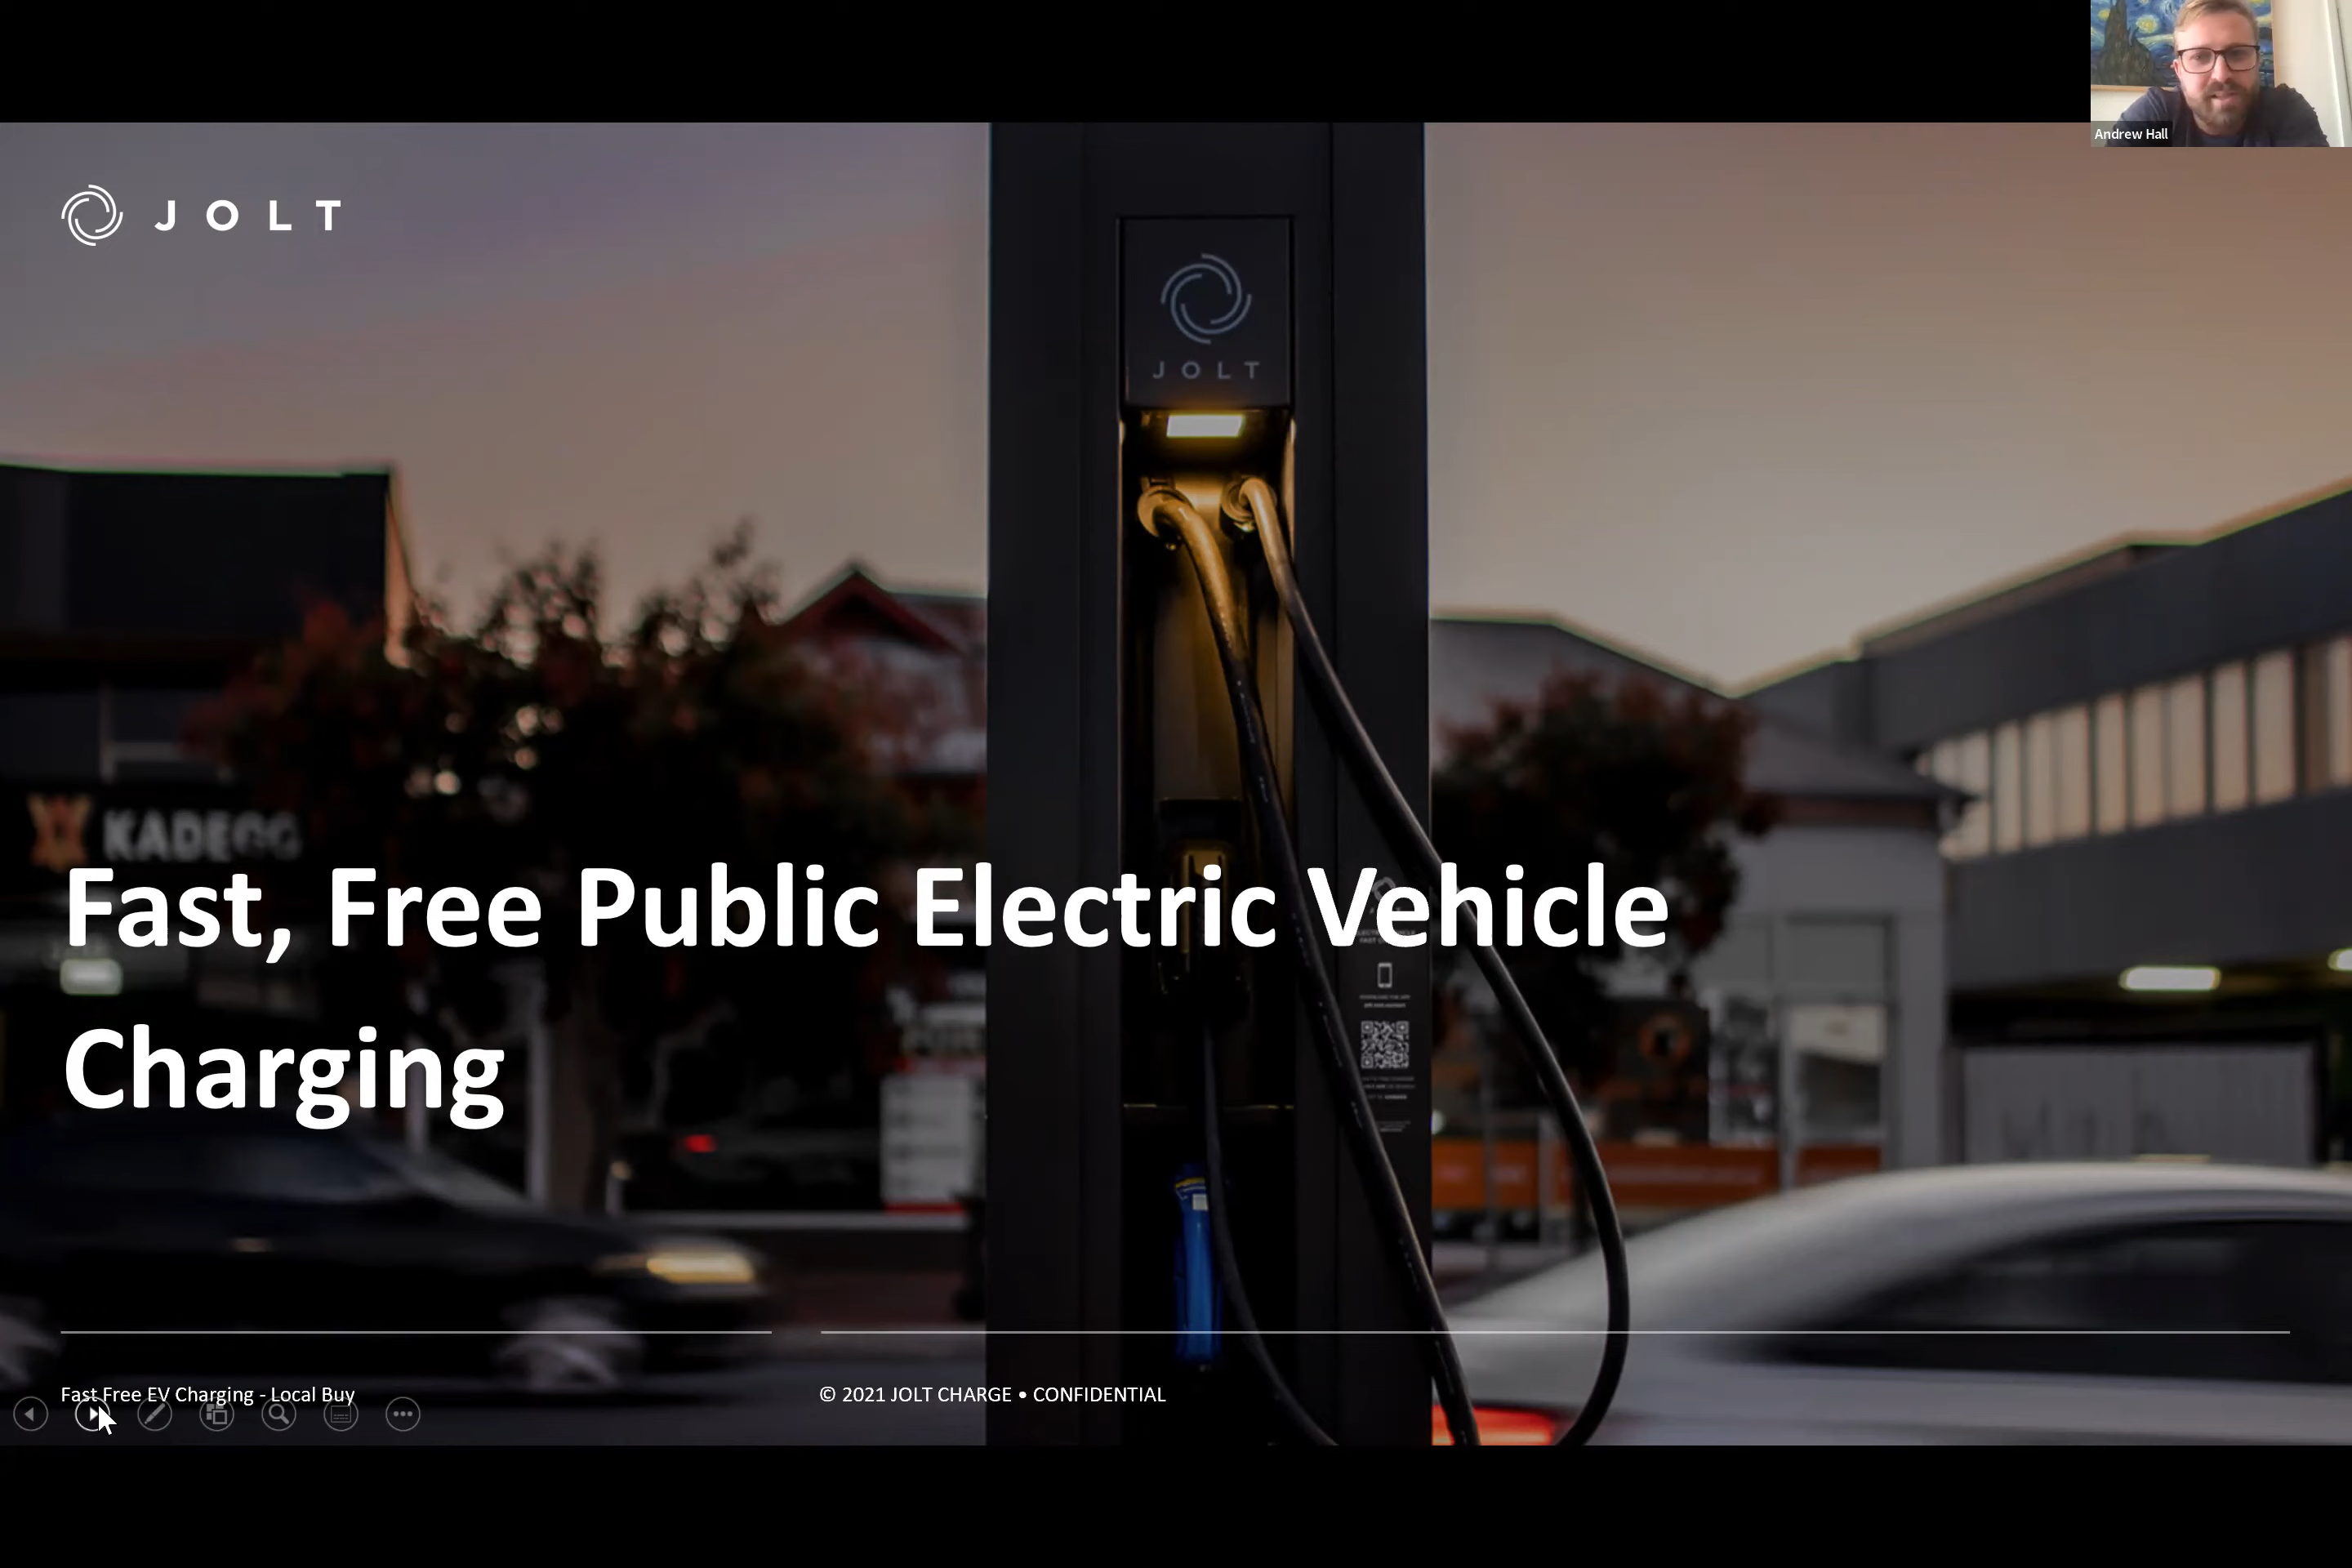 Andrew Hall
JOLT
JOLT
KADEGG
Fast, Free Public Electric Vehicle
Charging
Fast Free EV Charging - Local Buy
© 2021 JOLT CHARGE • CONFIDENTIAL